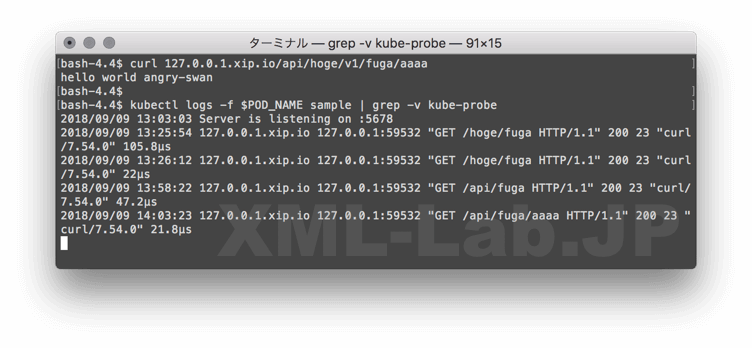 ターミナル — grep -v kube-probe — 91×15
[bash-4.4$ curl 127.0.0.1.xip.io/api/hoge/v1/fuga/aaaa ]
hello world angry-swan
[bash-4.4$ ]
[bash-4.4$ kubectl logs -f $POD_NAME sample | grep -v kube-probe ]
2018/09/09 13:03:03 Server is listening on :5678
2018/09/09 13:25:54 127.0.0.1.xip.io 127.0.0.1:59532 "GET /hoge/fuga HTTP/1.1" 200 23 "curl
/7.54.0" 105.8µs
2018/09/09 13:26:12 127.0.0.1.xip.io 127.0.0.1:59532 "GET /hoge/fuga HTTP/1.1" 200 23 "curl
/7.54.0" 22µs
2018/09/09 13:58:22 127.0.0.1.xip.io 127.0.0.1:59532 "GET /api/fuga HTTP/1.1" 200 23 "curl/
7.54.0" 47.2µs
2018/09/09 14:03:23 127.0.0.1.xip.io 127.0.0.1:59532 "GET /api/fuga/aaaa HTTP/1.1" 200 23 "
curl/7.54.0" 21.8µs
XML-Lab.JP